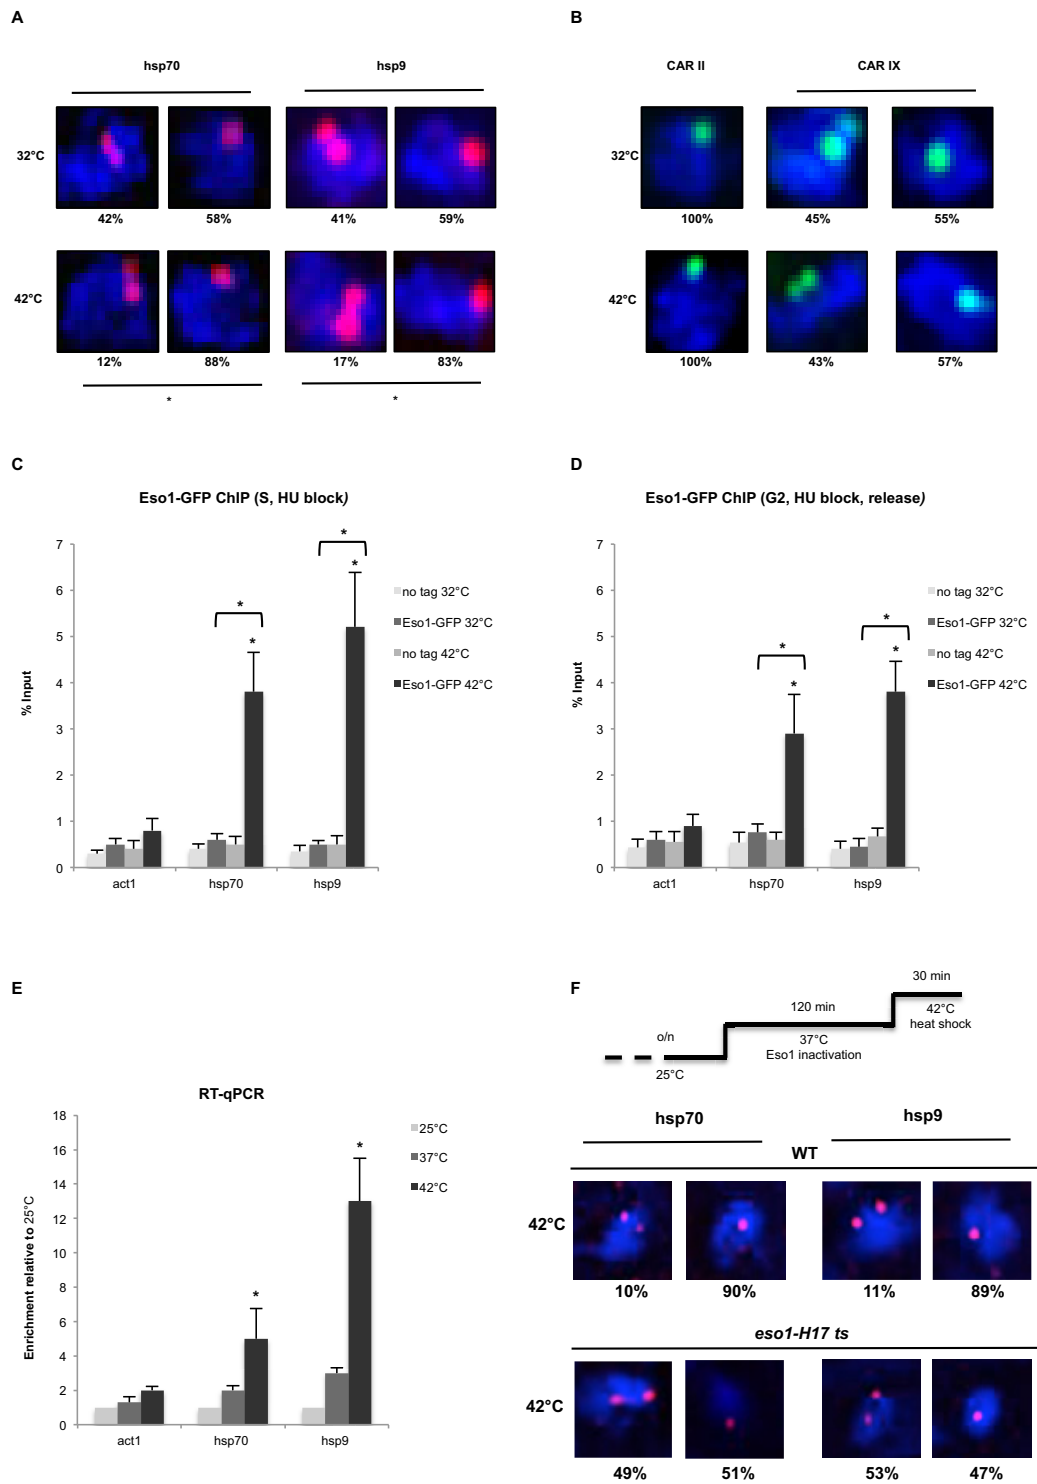 A
hsp70
hsp9
32°C
42%
58%
41%
59%
42°C
12%
88%
17%
83%
*
*
B
CAR II
CAR IX
32°C
100%
45%
55%
42°C
100%
43%
57%
C
Eso1-GFP ChIP (S, HU block)
% Input
7
6
5
4
3
2
1
0
*
*
*
*
act1
hsp70
hsp9
no tag 32°C
Eso1-GFP 32°C
no tag 42°C
Eso1-GFP 42°C
D
Eso1-GFP ChIP (G2, HU block, release)
% Input
7
6
5
4
3
2
1
0
*
*
*
*
act1
hsp70
hsp9
no tag 32°C
Eso1-GFP 32°C
no tag 42°C
Eso1-GFP 42°C
E
RT-qPCR
Enrichment relative to 25°C
18
16
14
12
10
8
6
4
2
0
*
*
act1
hsp70
hsp9
25°C
37°C
42°C
F
o/n
25°C
120 min
37°C
Eso1 inactivation
30 min
42°C
heat shock
hsp70
hsp9
WT
42°C
10%
90%
11%
89%
eso1-H17 ts
42°C
49%
51%
53%
47%